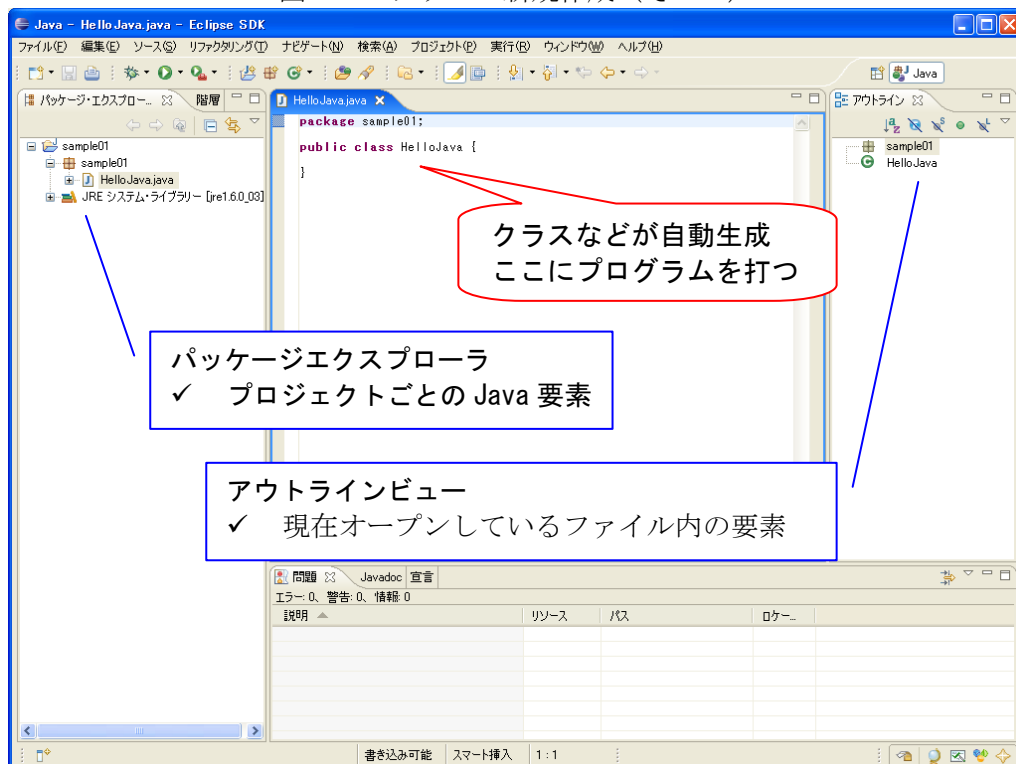 Java - HelloJava.java - Eclipse SDK
ファイル(F) 編集(E) ソース(S) リファクタリング(T) ナビゲート(N) 検索(A) プロジェクト(P) 実行(R) ウィンドウ(W) ヘルプ(H)
Java
パッケージ・エクスプロー... 階層
HelloJava.java
アウトライン
package sample01;
public class HelloJava {
}
sample01
sample01
HelloJava.java
JRE システム・ライブラリー [jre1.6.0_03]
sample01
HelloJava
クラスなどが自動生成
ここにプログラムを打つ
パッケージエクスプローラ
✓ プロジェクトごとの Java 要素
アウトラインビュー
✓ 現在オープンしているファイル内の要素
問題 Javadoc 宣言
エラー: 0、警告: 0、情報: 0
説明 リソース パス ロケー...
書き込み可能 スマート挿入 1 : 1